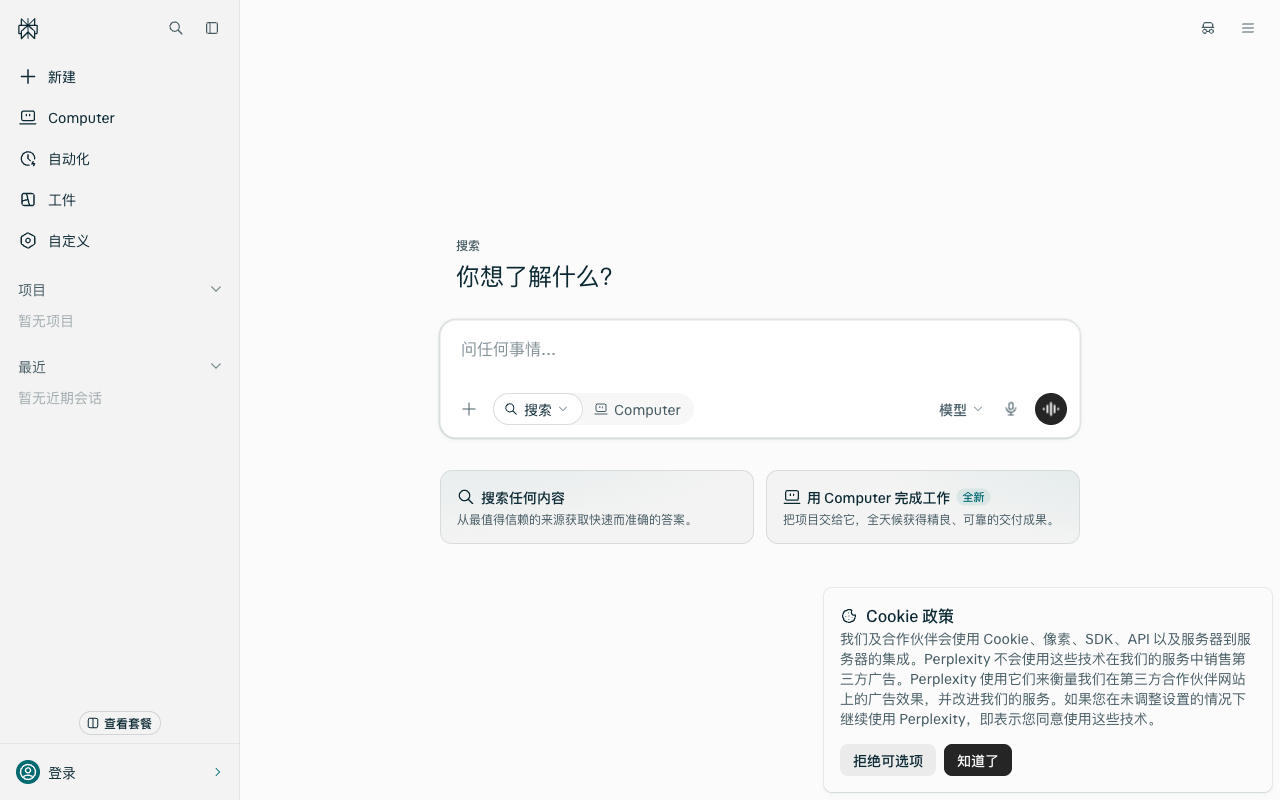 新建
Computer
自动化
工件
自定义
项目
暂无项目
最近
暂无近期会话
查看套餐
登录
搜索
你想了解什么?
问任何事情...
搜索
Computer
模型
搜索任何内容
从最值得信赖的来源获取快速而准确的答案。
用 Computer 完成工作 全新
把项目交给它，全天候获得精良、可靠的交付成果。
Cookie 政策
我们及合作伙伴会使用 Cookie、像素、SDK、API 以及服务器到服
务器的集成。Perplexity 不会使用这些技术在我们的服务中销售第
三方广告。Perplexity 使用它们来衡量我们在第三方合作伙伴网站
上的广告效果，并改进我们的服务。如果您在未调整设置的情况下
继续使用 Perplexity，即表示您同意使用这些技术。
拒绝可选项
知道了